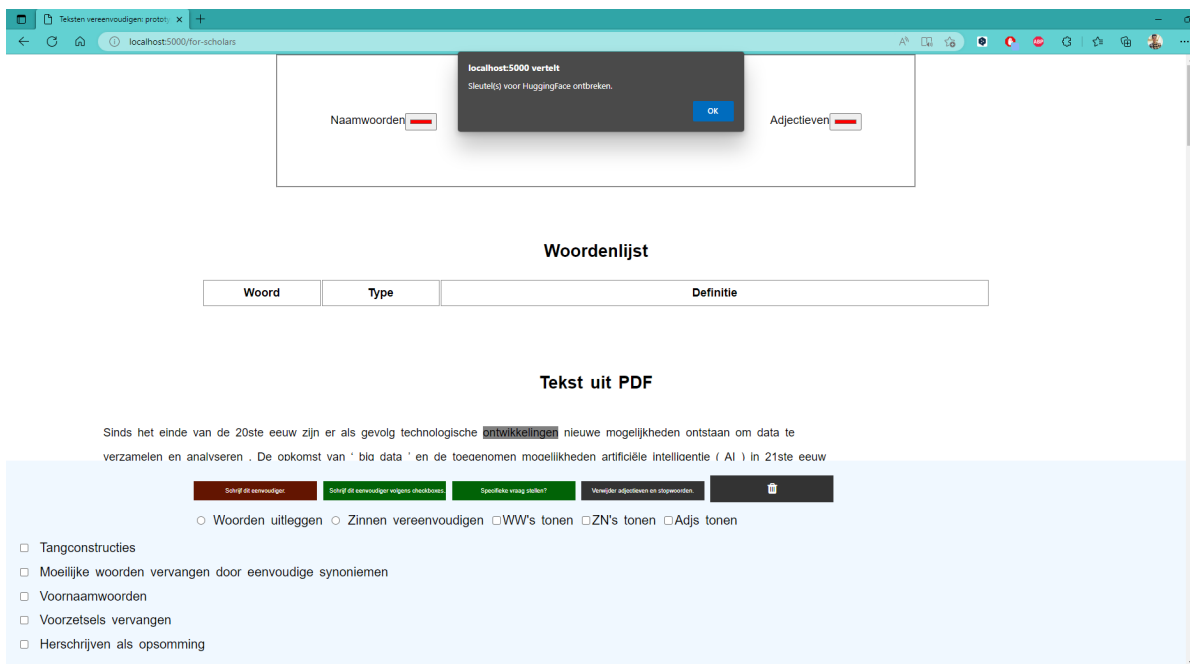 Teksten vereenvoudigen: prototy
localhost:5000/for-scholars
localhost:5000 vertelt
Sleutel(s) voor HuggingFace ontbreken.
OK
Naamwoorden
Adjectieven
Woordenlijst
Woord Type Definitie
Tekst uit PDF
Sinds het einde van de 20ste eeuw zijn er als gevolg technologische ontwikkelingen nieuwe mogelijkheden ontstaan om data te
verzamelen en analyseren . De opkomst van ‘ big data ’ en de toegenomen mogelijkheden artificiële intelligentie ( AI ) in 21ste eeuw
Schrijf dit eenvoudiger. Schrijf dit eenvoudiger volgens checkboxes. Specifieke vraag stellen? Verwijder adjectieven en stopwoorden.
Woorden uitleggen Zinnen vereenvoudigen WW's tonen ZN's tonen Adjs tonen
Tangconstructies
Moeilijke woorden vervangen door eenvoudige synoniemen
Voornaamwoorden
Voorzetsels vervangen
Herschrijven als opsomming